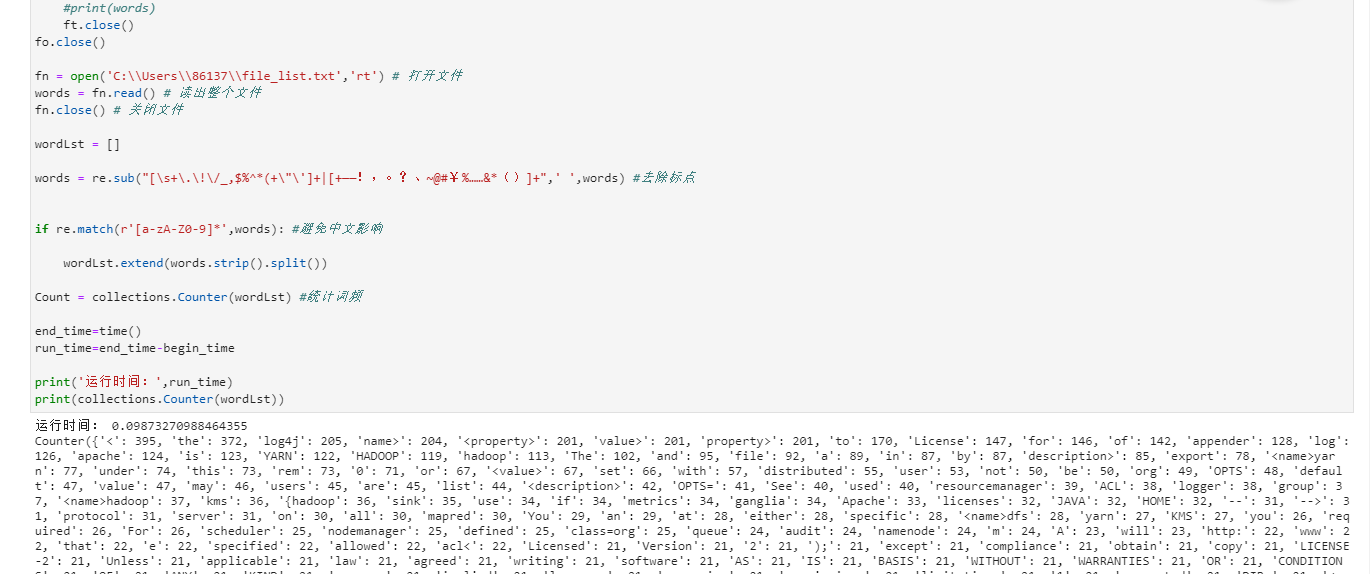 #print(words)
ft.close()
fo.close()
fn = open('C:\\Users\\86137\\file_list.txt','rt') # 打开文件
words = fn.read() # 读出整个文件
fn.close() # 关闭文件
wordLst = []
words = re.sub("[\s+\.\!\/_,$%^*(+\"\']+|[+——！，。？、~@#￥%……&*（）]+",' ',words) #去除标点
if re.match(r'[a-zA-Z0-9]*',words): #避免中文影响
wordLst.extend(words.strip().split())
Count = collections.Counter(wordLst) #统计词频
end_time=time()
run_time=end_time-begin_time
print('运行时间：',run_time)
print(collections.Counter(wordLst))
运行时间： 0.09873270988464355
Counter({'<': 395, 'the': 372, 'log4j': 205, 'name>': 204, '<property>': 201, 'value>': 201, 'property>': 201, 'to': 170, 'License': 147, 'for': 146, 'of': 142, 'appender': 128, 'log':
126, 'apache': 124, 'is': 123, 'YARN': 122, 'HADOOP': 119, 'hadoop': 113, 'The': 102, 'and': 95, 'file': 92, 'a': 89, 'in': 87, 'by': 87, 'description>': 85, 'export': 78, '<name>yar
n': 77, 'under': 74, 'this': 73, 'rem': 73, '0': 71, 'or': 67, '<value>': 67, 'set': 66, 'with': 57, 'distributed': 55, 'user': 53, 'not': 50, 'be': 50, 'org': 49, 'OPTS': 48, 'defaul
t': 47, 'value': 47, 'may': 46, 'users': 45, 'are': 45, 'list': 44, '<description>': 42, 'OPTS=': 41, 'See': 40, 'used': 40, 'resourcemanager': 39, 'ACL': 38, 'logger': 38, 'group': 3
7, '<name>hadoop': 37, 'kms': 36, '{hadoop': 36, 'sink': 35, 'use': 34, 'if': 34, 'metrics': 34, 'ganglia': 34, 'Apache': 33, 'licenses': 32, 'JAVA': 32, 'HOME': 32, '--': 31, '-->': 3
1, 'protocol': 31, 'server': 31, 'on': 30, 'all': 30, 'mapred': 30, 'You': 29, 'an': 29, 'at': 28, 'either': 28, 'specific': 28, '<name>dfs': 28, 'yarn': 27, 'KMS': 27, 'you': 26, 'req
uired': 26, 'For': 26, 'scheduler': 25, 'nodemanager': 25, 'defined': 25, 'class=org': 25, 'queue': 24, 'audit': 24, 'namenode': 24, 'm': 24, 'A': 23, 'will': 23, 'http:': 22, 'www': 2
2, 'that': 22, 'e': 22, 'specified': 22, 'allowed': 22, 'acl<': 22, 'Licensed': 21, 'Version': 21, '2': 21, ');': 21, 'except': 21, 'compliance': 21, 'obtain': 21, 'copy': 21, 'LICENSE
-2': 21, 'Unless': 21, 'applicable': 21, 'law': 21, 'agreed': 21, 'writing': 21, 'software': 21, 'AS': 21, 'IS': 21, 'BASIS': 21, 'WITHOUT': 21, 'WARRANTIES': 21, 'OR': 21, 'CONDITION